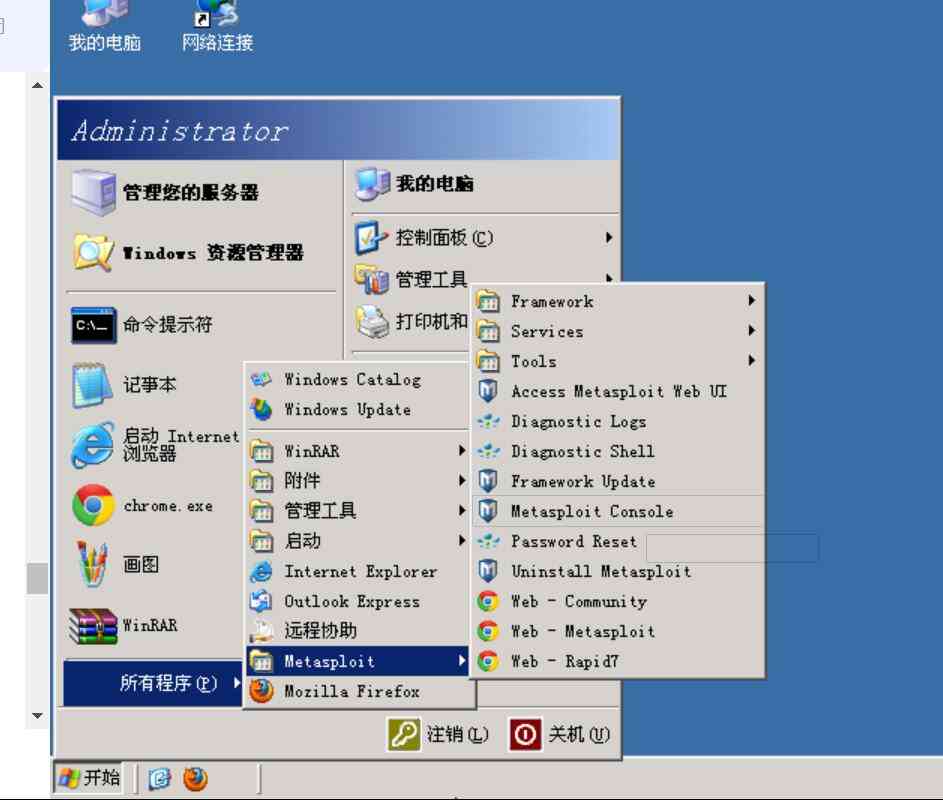 我的电脑
网络连接
Administrator
管理您的服务器
Windows 资源管理器
命令提示符
记事本
启动 Internet
浏览器
chrome.exe
画图
WinRAR
所有程序(P)
我的电脑
控制面板(C)
管理工具
打印机和
Windows Catalog
Windows Update
WinRAR
附件
管理工具
启动
Internet Explorer
Outlook Express
远程协助
Metasploit
Mozilla Firefox
Framework
Services
Tools
Access Metasploit Web UI
Diagnostic Logs
Diagnostic Shell
Framework Update
Metasploit Console
Password Reset
Uninstall Metasploit
Web - Community
Web - Metasploit
Web - Rapid7
注销(L)
关机(U)
开始